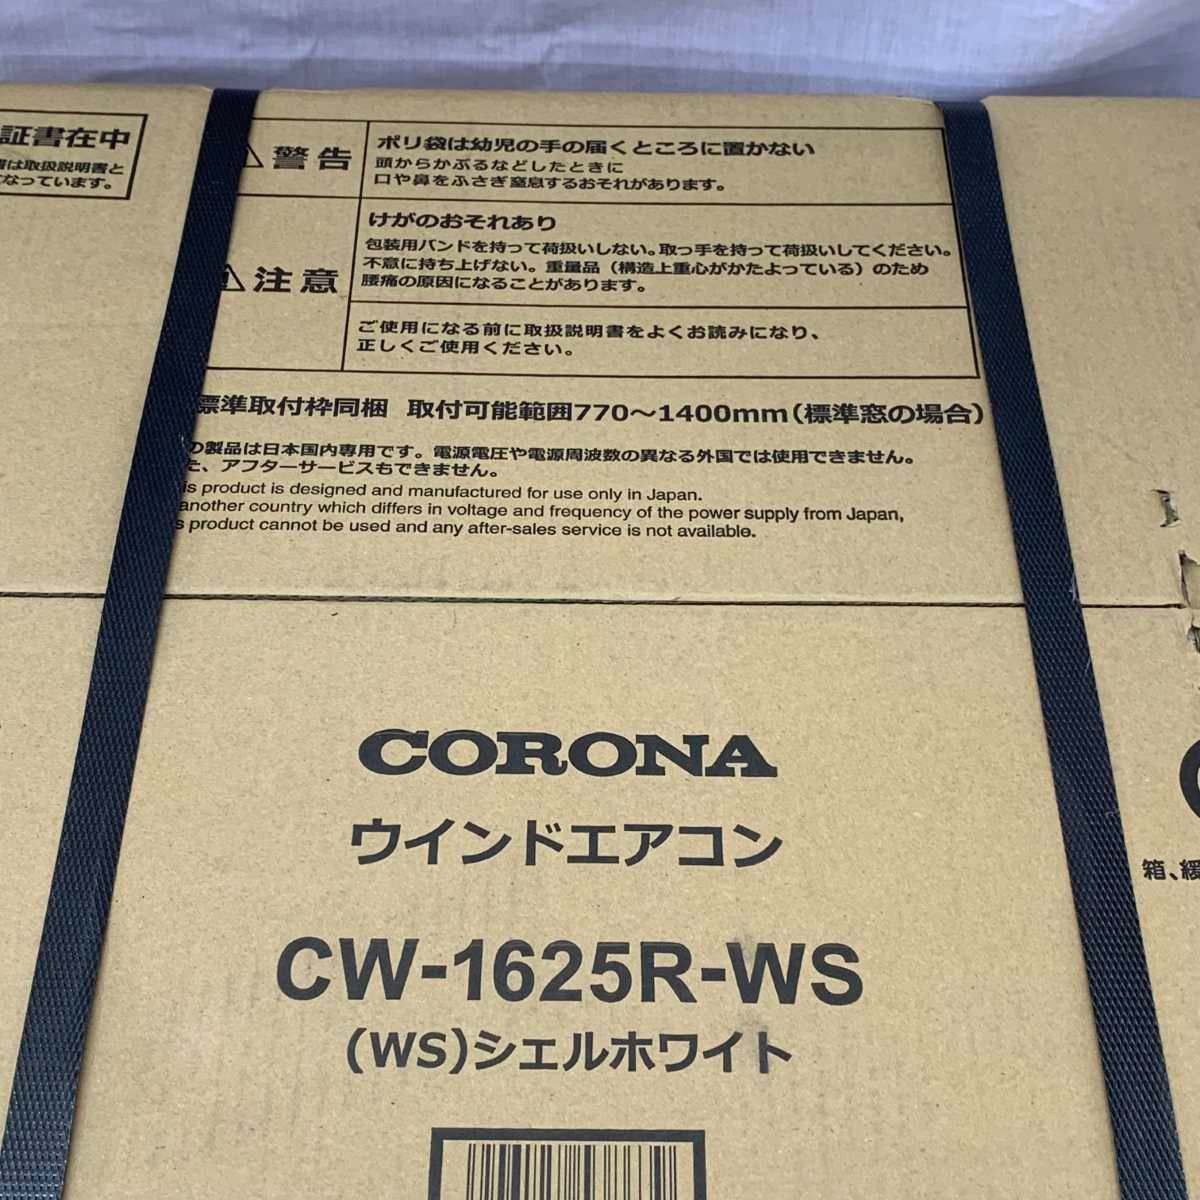 証書在中
は取扱説明書と
なっています。
警告
ポリ袋は幼児の手の届くところに置かない
頭からかぶるなどしたときに
口や鼻をふさぎ窒息するおそれがあります。
注意
けがのおそれあり
包装用バンドを持って荷扱いしない。取っ手を持って荷扱いしてください。
不意に持ち上げない。重量品(構造上重心がかたよっている)のため
腰痛の原因になることがあります。
ご使用になる前に取扱説明書をよくお読みになり、
正しくご使用ください。
標準取付枠同梱 取付可能範囲770〜1400mm(標準窓の場合)
の製品は日本国内専用です。電源電圧や電源周波数の異なる外国では使用できません。
た、アフターサービスもできません。
is product is designed and manufactured for use only in Japan.
another country which differs in voltage and frequency of the power supply from Japan,
s product cannot be used and any after-sales service is not available.
CORONA
ウインドエアコン
CW-1625R-WS
(WS)シェルホワイト
箱、緩